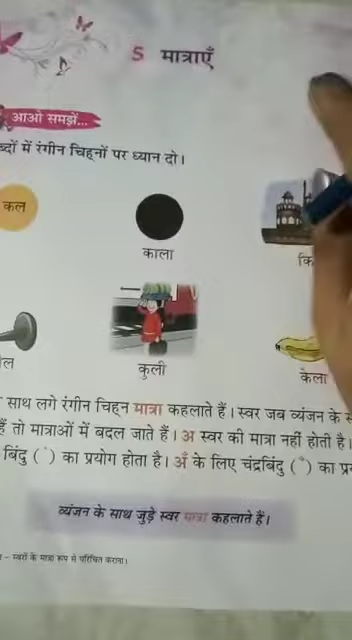 5 मात्राएँ
आओ समझें...
ब्दों में रंगीन चिह्नों पर ध्यान दो।
कल
काला
कि
ल
कुली
केला
साथ लगे रंगीन चिह्न मात्रा कहलाते हैं। स्वर जब व्यंजन के स
हैं तो मात्राओं में बदल जाते हैं। अ स्वर की मात्रा नहीं होती है।
बिंदु ( ं ) का प्रयोग होता है। अँ के लिए चंद्रबिंदु ( ँ ) का प्र
व्यंजन के साथ जुड़े स्वर मात्रा कहलाते हैं।
– स्वरों के मात्रा रूप से परिचित कराना।